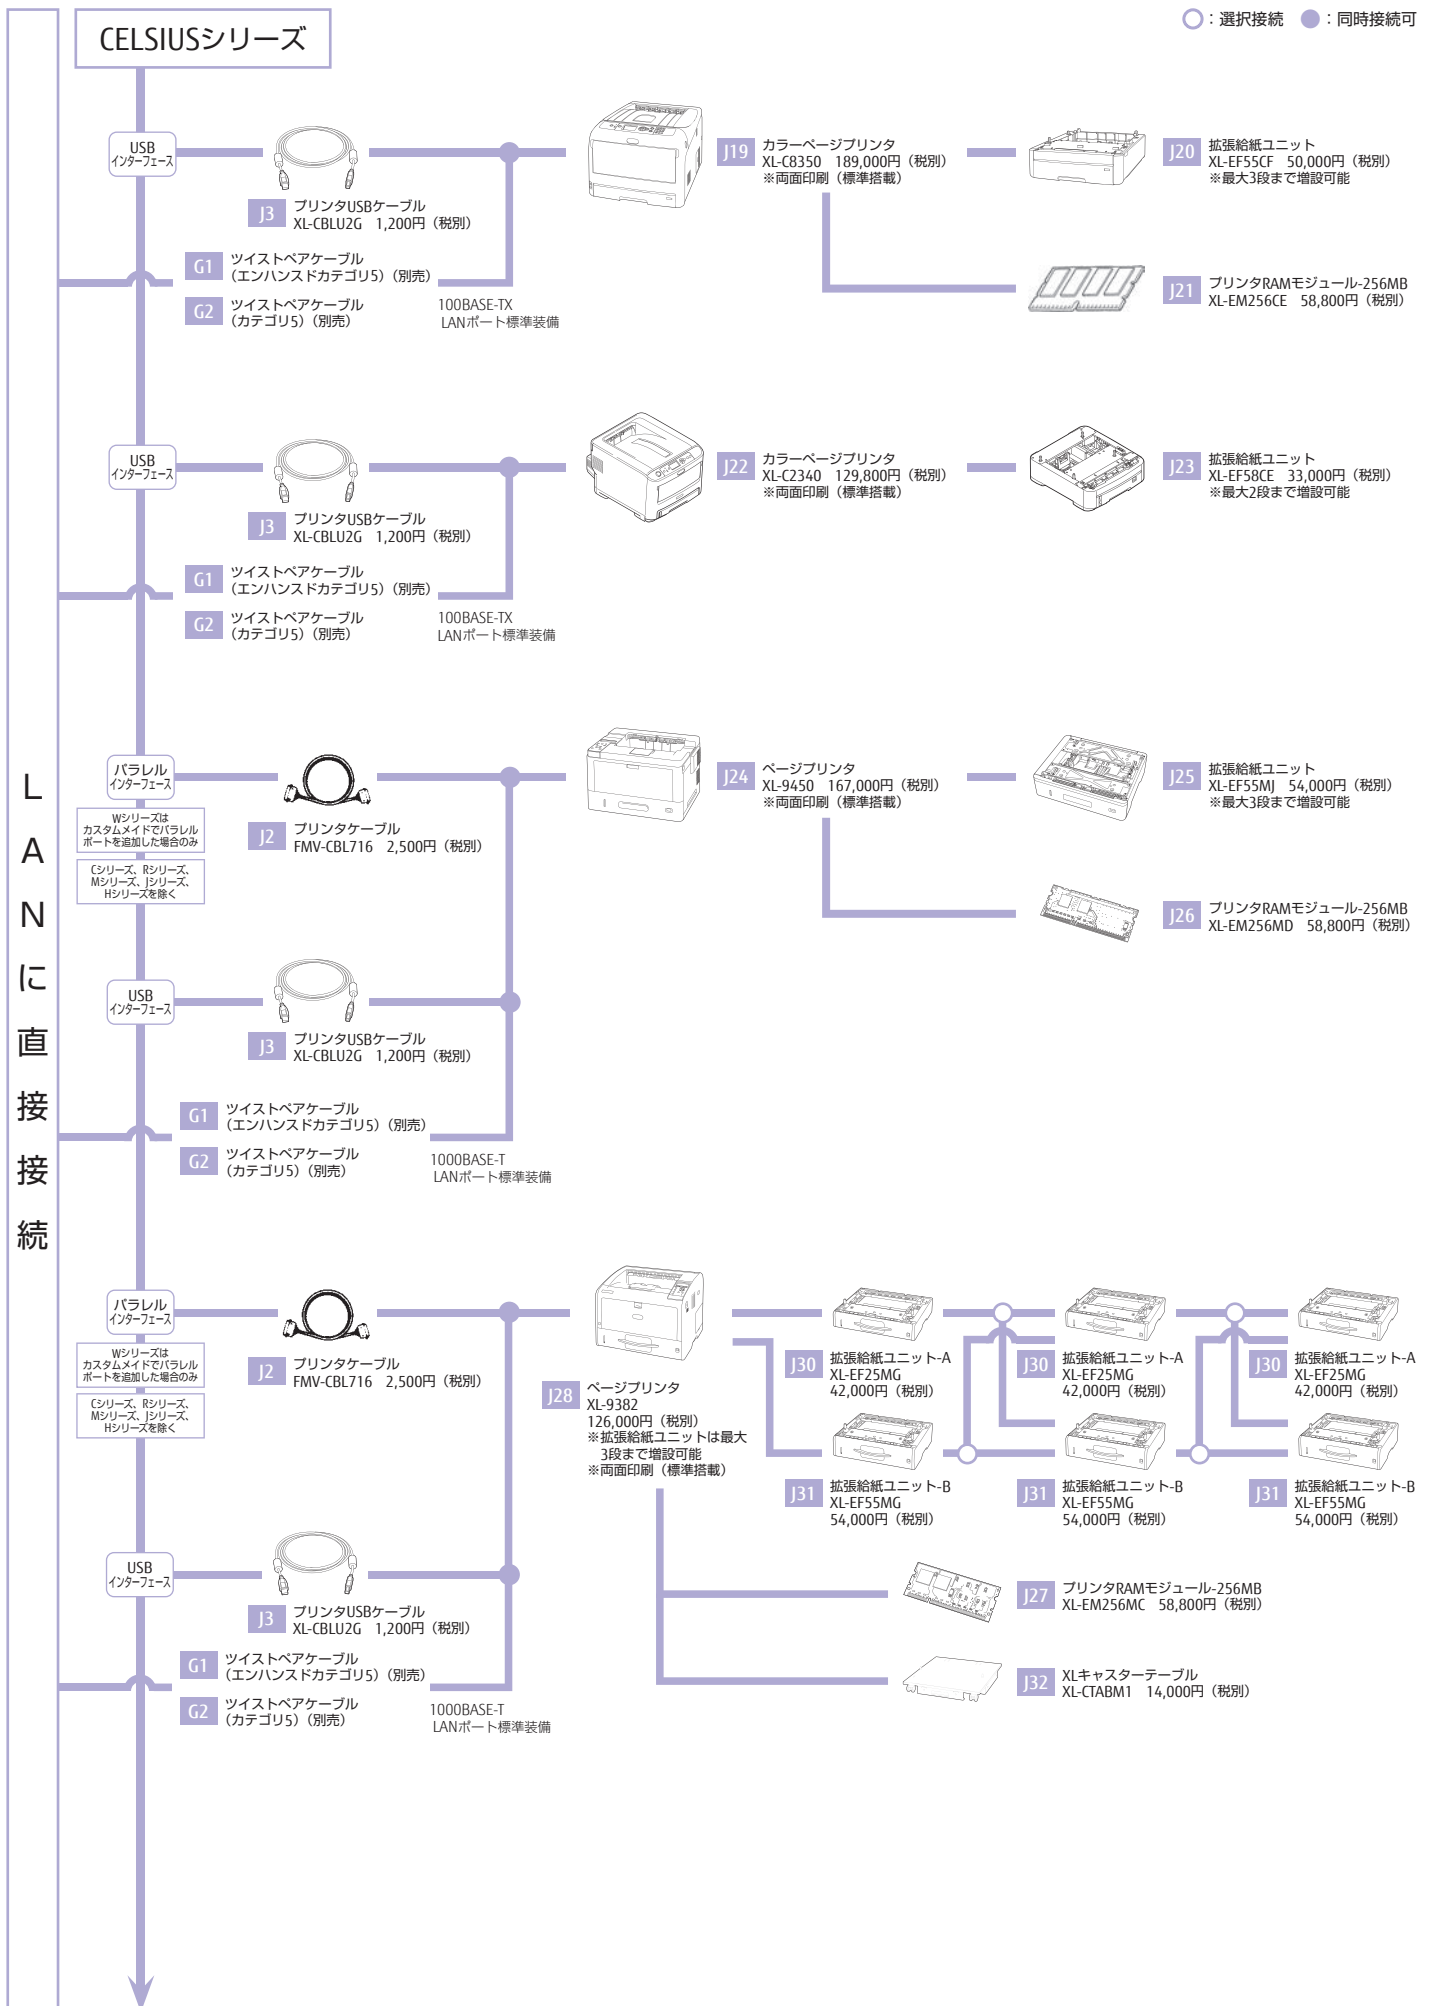 ○：選択接続　●：同時接続可
CELSIUSシリーズ
LANに直接接続
USB
インターフェース
J3 プリンタUSBケーブル
XL-CBLU2G　1,200円（税別）
G1 ツイストペアケーブル
（エンハンスドカテゴリ5）（別売）
G2 ツイストペアケーブル
（カテゴリ5）（別売）
100BASE-TX
LANポート標準装備
J19 カラーページプリンタ
XL-C8350　189,000円（税別）
※両面印刷（標準搭載）
J20 拡張給紙ユニット
XL-EF55CF　50,000円（税別）
※最大3段まで増設可能
J21 プリンタRAMモジュール-256MB
XL-EM256CE　58,800円（税別）
USB
インターフェース
J3 プリンタUSBケーブル
XL-CBLU2G　1,200円（税別）
G1 ツイストペアケーブル
（エンハンスドカテゴリ5）（別売）
G2 ツイストペアケーブル
（カテゴリ5）（別売）
100BASE-TX
LANポート標準装備
J22 カラーページプリンタ
XL-C2340　129,800円（税別）
※両面印刷（標準搭載）
J23 拡張給紙ユニット
XL-EF58CE　33,000円（税別）
※最大2段まで増設可能
パラレル
インターフェース
Wシリーズは
カスタムメイドでパラレル
ポートを追加した場合のみ
Cシリーズ、Rシリーズ、
Mシリーズ、Jシリーズ、
Hシリーズを除く
J2 プリンタケーブル
FMV-CBL716　2,500円（税別）
USB
インターフェース
J3 プリンタUSBケーブル
XL-CBLU2G　1,200円（税別）
G1 ツイストペアケーブル
（エンハンスドカテゴリ5）（別売）
G2 ツイストペアケーブル
（カテゴリ5）（別売）
1000BASE-T
LANポート標準装備
J24 ページプリンタ
XL-9450　167,000円（税別）
※両面印刷（標準搭載）
J25 拡張給紙ユニット
XL-EF55MJ　54,000円（税別）
※最大3段まで増設可能
J26 プリンタRAMモジュール-256MB
XL-EM256MD　58,800円（税別）
パラレル
インターフェース
Wシリーズは
カスタムメイドでパラレル
ポートを追加した場合のみ
Cシリーズ、Rシリーズ、
Mシリーズ、Jシリーズ、
Hシリーズを除く
J2 プリンタケーブル
FMV-CBL716　2,500円（税別）
USB
インターフェース
J3 プリンタUSBケーブル
XL-CBLU2G　1,200円（税別）
G1 ツイストペアケーブル
（エンハンスドカテゴリ5）（別売）
G2 ツイストペアケーブル
（カテゴリ5）（別売）
1000BASE-T
LANポート標準装備
J28 ページプリンタ
XL-9382
126,000円（税別）
※拡張給紙ユニットは最大
3段まで増設可能
※両面印刷（標準搭載）
J30 拡張給紙ユニット-A
XL-EF25MG
42,000円（税別）
J30 拡張給紙ユニット-A
XL-EF25MG
42,000円（税別）
J30 拡張給紙ユニット-A
XL-EF25MG
42,000円（税別）
J31 拡張給紙ユニット-B
XL-EF55MG
54,000円（税別）
J31 拡張給紙ユニット-B
XL-EF55MG
54,000円（税別）
J31 拡張給紙ユニット-B
XL-EF55MG
54,000円（税別）
J27 プリンタRAMモジュール-256MB
XL-EM256MC　58,800円（税別）
J32 XLキャスターテーブル
XL-CTABM1　14,000円（税別）